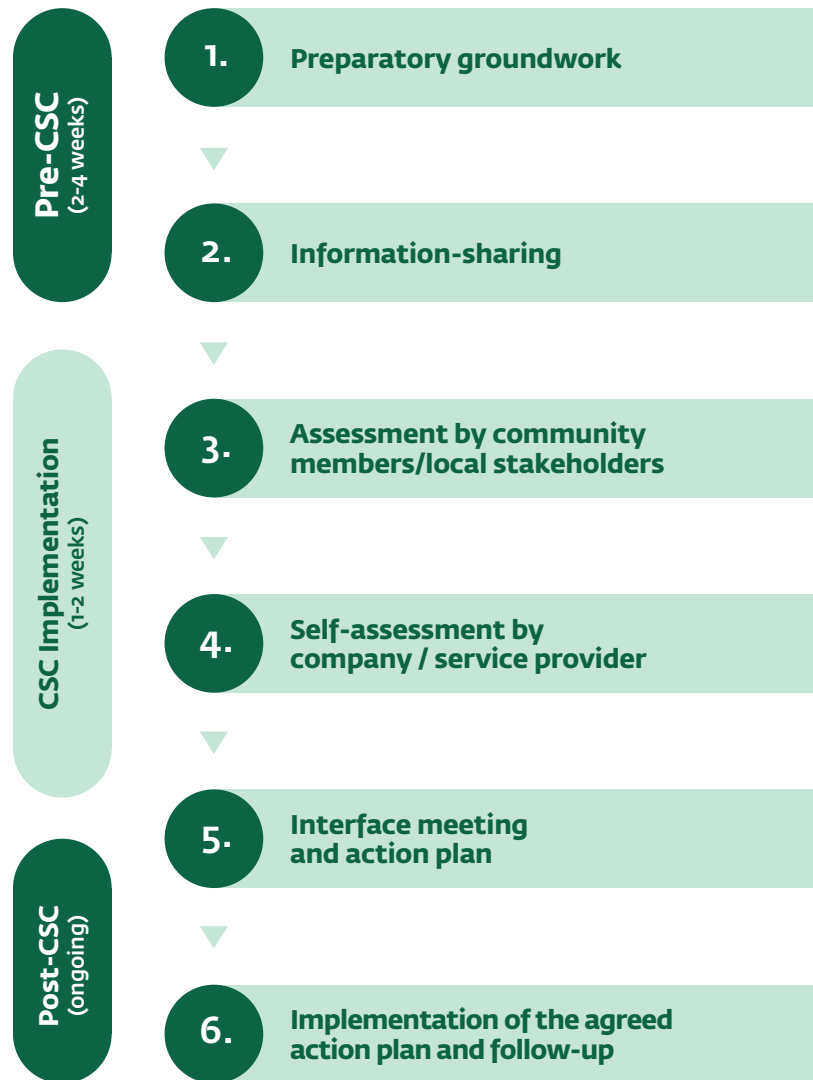 Pre-CSC
(2-4 weeks)
1.
Preparatory groundwork
2.
Information-sharing
CSC Implementation
(1-2 weeks)
3.
Assessment by community
members/local stakeholders
4.
Self-assessment by
company / service provider
5.
Interface meeting
and action plan
Post-CSC
(ongoing)
6.
Implementation of the agreed
action plan and follow-up